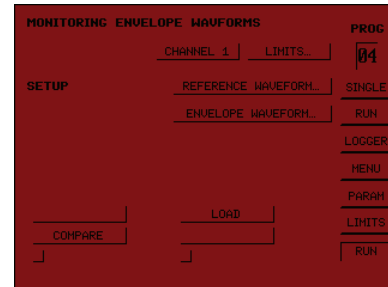 MONITORING ENVELOPE WAVFORMS
PROG
CHANNEL 1
LIMITS…
04
SETUP
REFERENCE WAVEFORM…
SINGLE
ENVELOPE WAVEFORM…
RUN
LOGGER
MENU
PARAM
LOAD
LIMITS
COMPARE
RUN